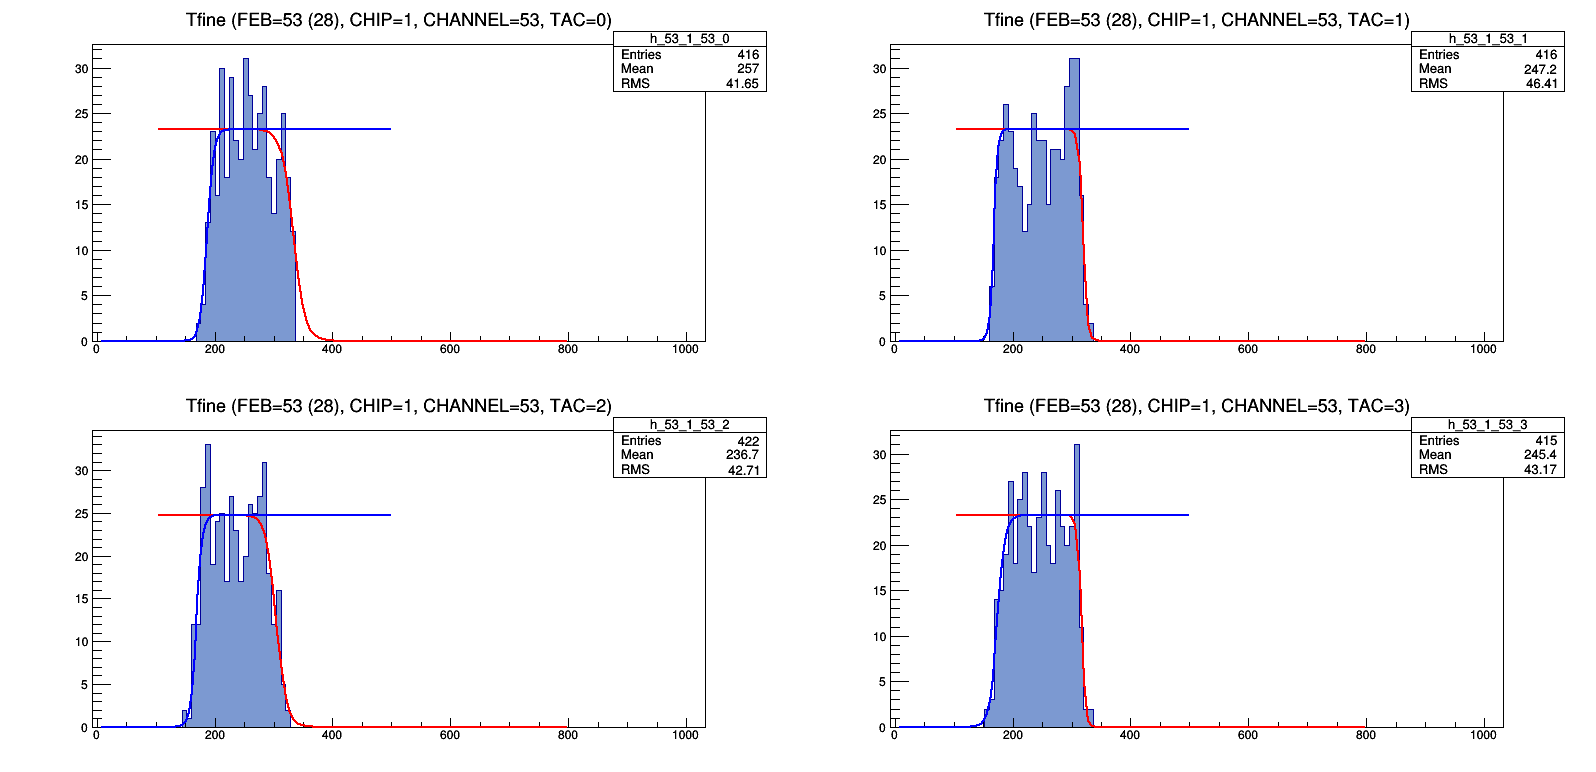 Tfine (FEB=53 (28), CHIP=1, CHANNEL=53, TAC=0)
h_53_1_53_0
Entries 416
Mean 257
RMS 41.65
30
25
20
15
10
5
0
0 200 400 600 800 1000
Tfine (FEB=53 (28), CHIP=1, CHANNEL=53, TAC=1)
h_53_1_53_1
Entries 416
Mean 247.2
RMS 46.41
30
25
20
15
10
5
0
0 200 400 600 800 1000
Tfine (FEB=53 (28), CHIP=1, CHANNEL=53, TAC=2)
h_53_1_53_2
Entries 422
Mean 236.7
RMS 42.71
30
25
20
15
10
5
0
0 200 400 600 800 1000
Tfine (FEB=53 (28), CHIP=1, CHANNEL=53, TAC=3)
h_53_1_53_3
Entries 415
Mean 245.4
RMS 43.17
30
25
20
15
10
5
0
0 200 400 600 800 1000